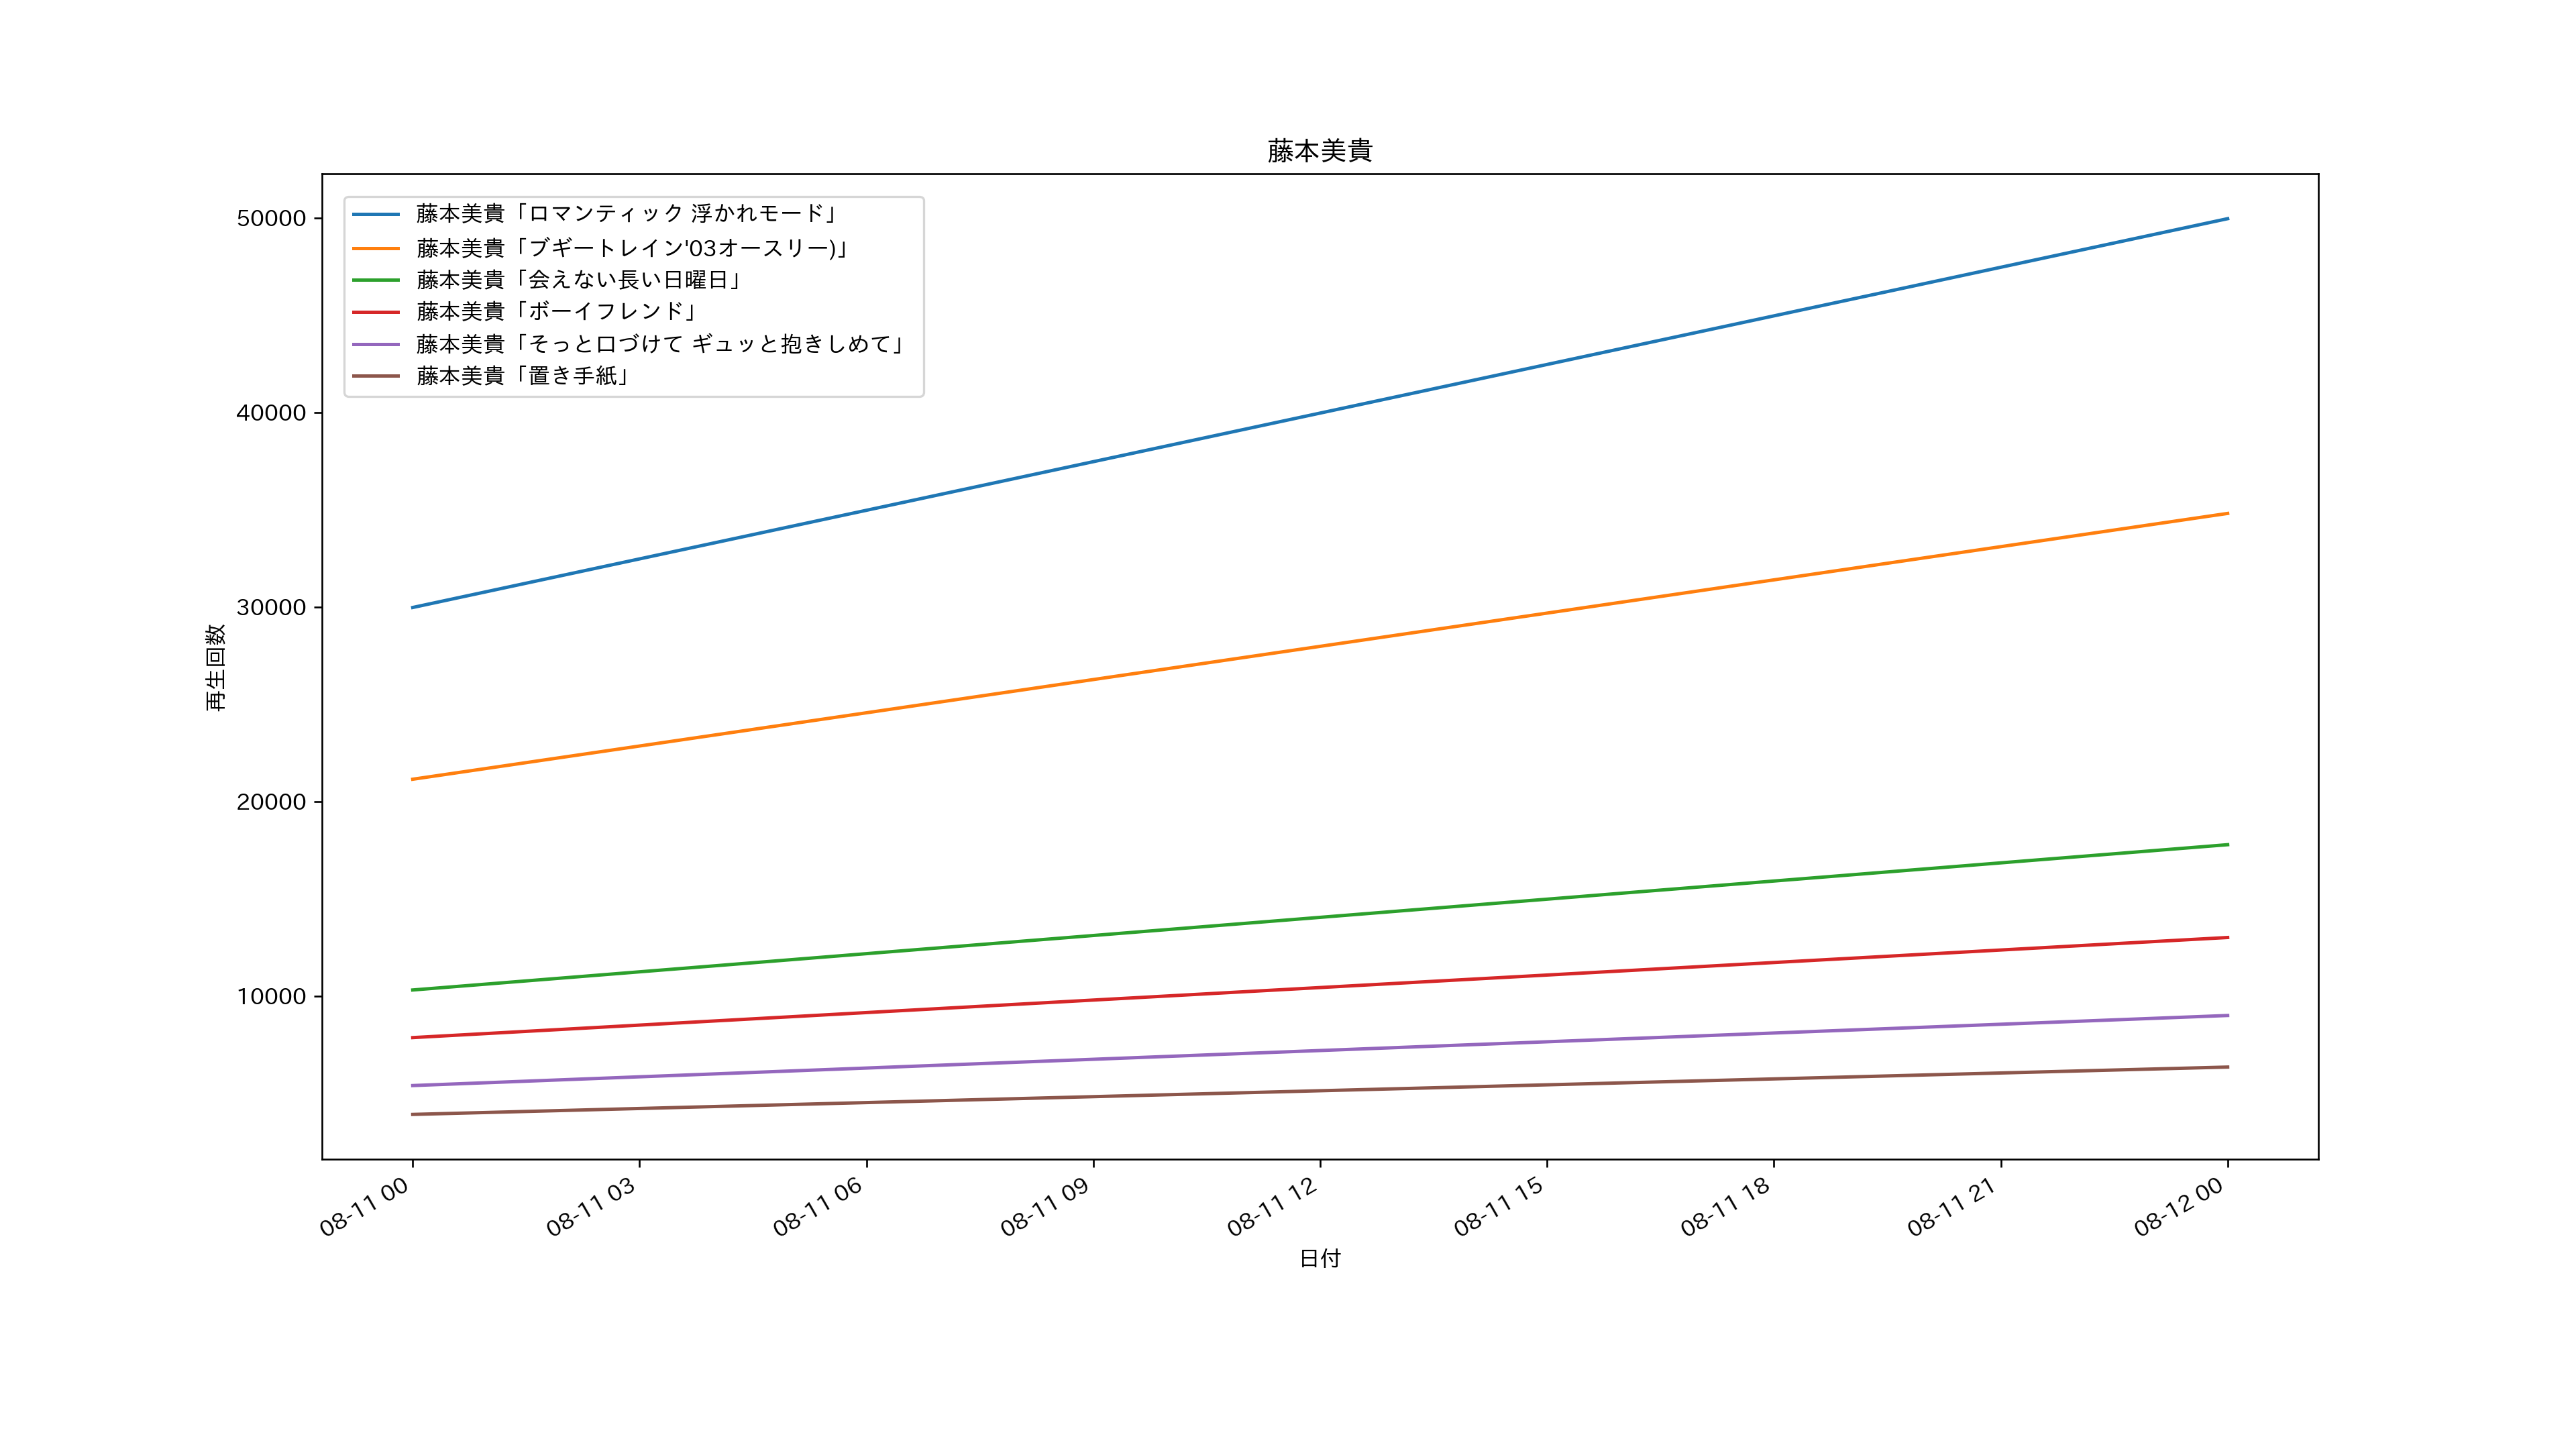 藤本美貴
藤本美貴「ロマンティック 浮かれモード」
藤本美貴「ブギートレイン'03オースリー)」
藤本美貴「会えない長い日曜日」
藤本美貴「ボーイフレンド」
藤本美貴「そっと口づけて ギュッと抱きしめて」
藤本美貴「置き手紙」
50000
40000
30000
20000
10000
再生回数
08-11 00
08-11 03
08-11 06
08-11 09
08-11 12
08-11 15
08-11 18
08-11 21
08-12 00
日付